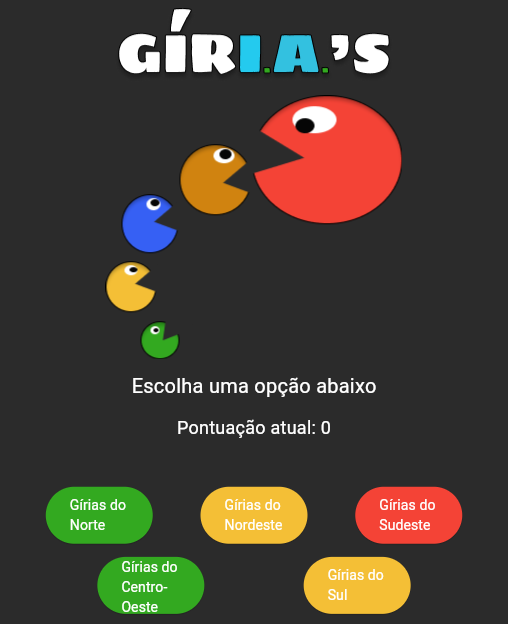 GÍRI.A.'S
Escolha uma opção abaixo
Pontuação atual: 0
Gírias do
Norte
Gírias do
Nordeste
Gírias do
Sudeste
Gírias do
Centro-
Oeste
Gírias do
Sul